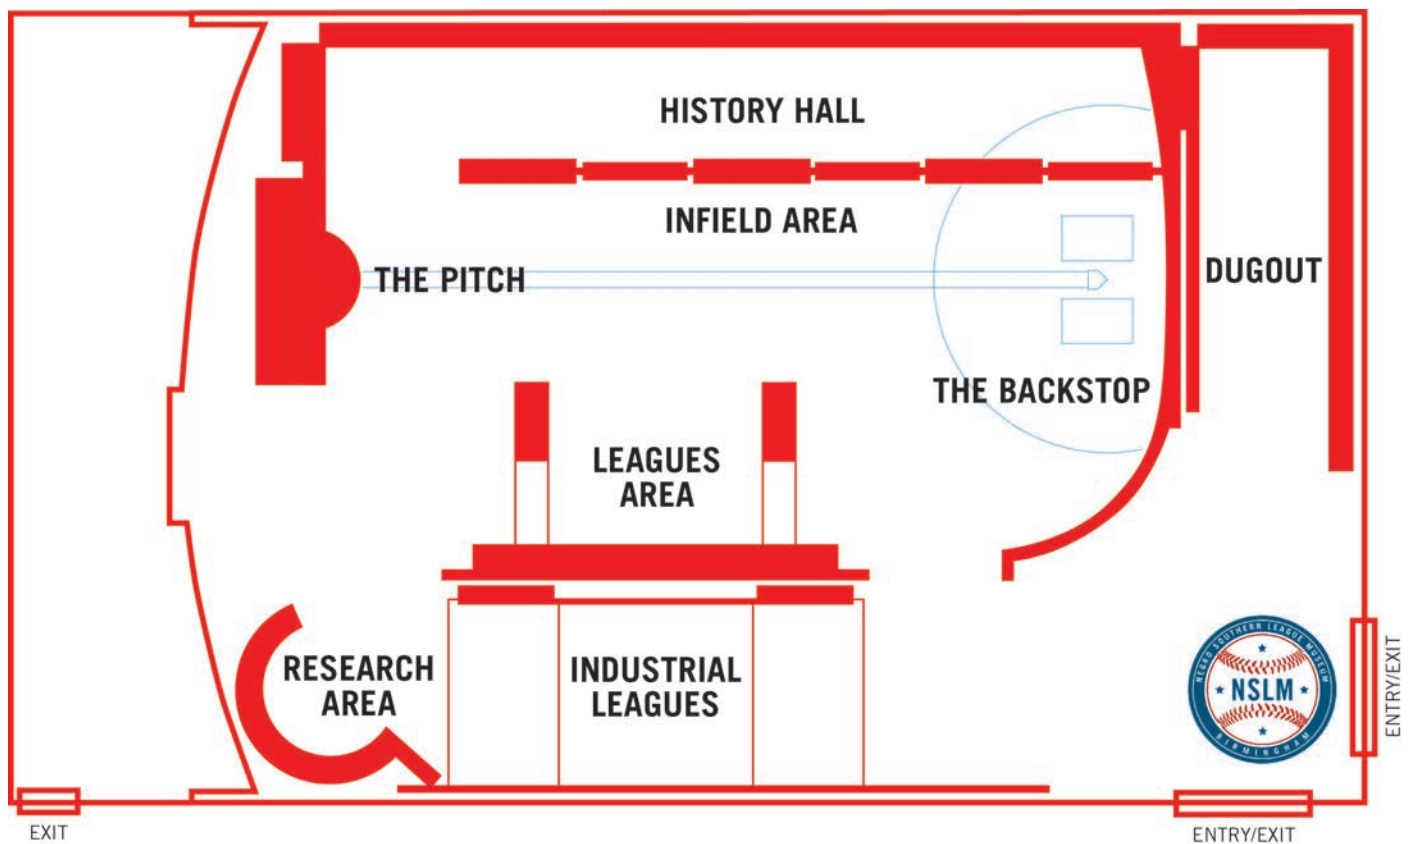 HISTORY HALL
INFIELD AREA
THE PITCH
DUGOUT
THE BACKSTOP
LEAGUES
AREA
RESEARCH
AREA
INDUSTRIAL
LEAGUES
NEGRO SOUTHERN LEAGUE MUSEUM
NSLM
BIRMINGHAM
ENTRY/EXIT
EXIT
ENTRY/EXIT